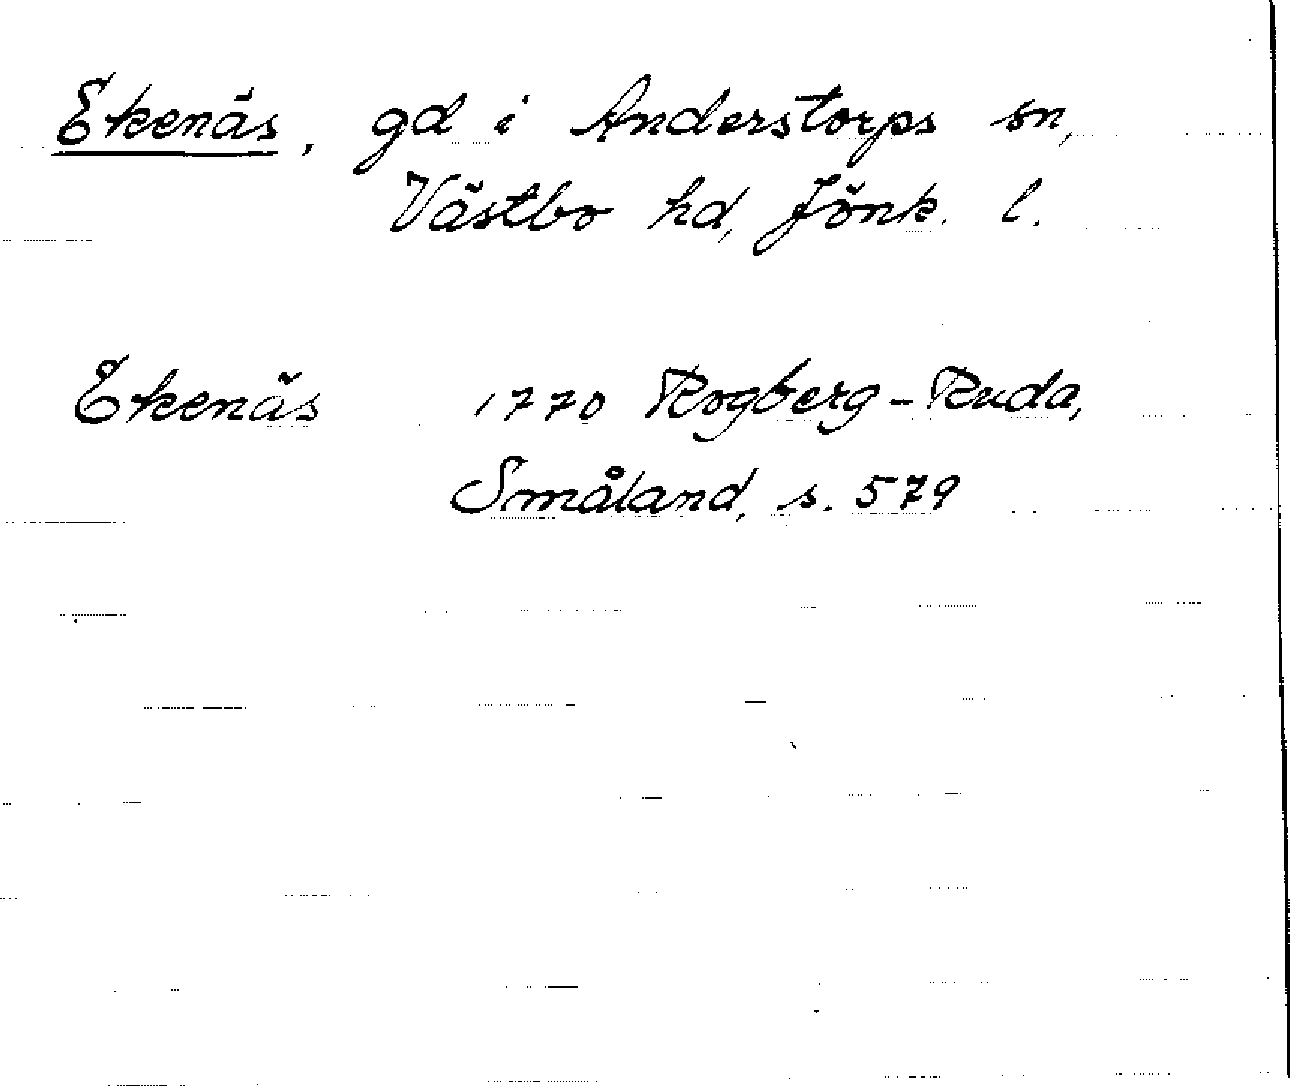 Ekenäs, gd i Anderstorps sn,
Västbo hd, Jönk. l.
Ekenäs 1770 Rogberg-Ruda,
Småland, s. 579